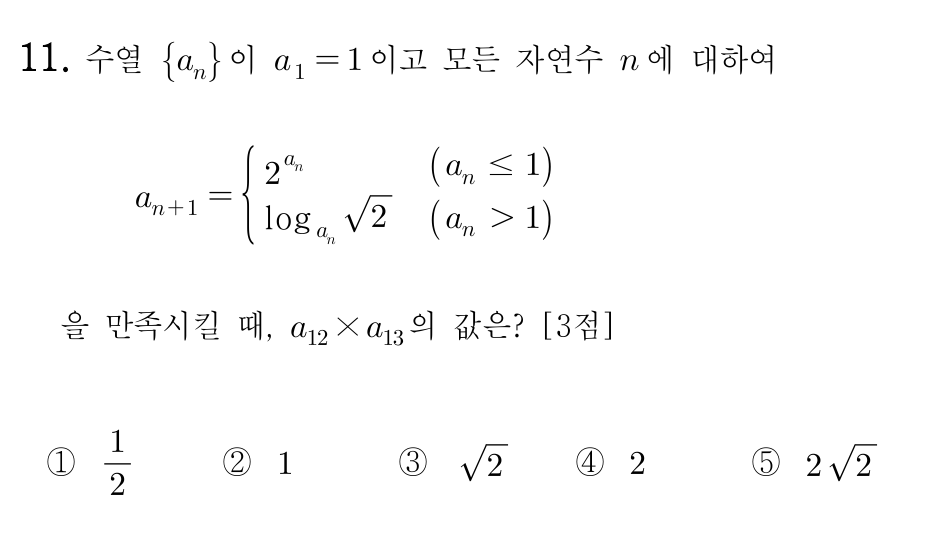 11. 수열 {aₙ}이 a₁ = 1이고 모든 자연수 n에 대하여
aₙ₊₁ = { 2^(aₙ) (aₙ ≤ 1)
log_(aₙ) √2 (aₙ > 1)
을 만족시킬 때, a₁₂ × a₁₃의 값은? [3점]
① 1/2 ② 1 ③ √2 ④ 2 ⑤ 2√2